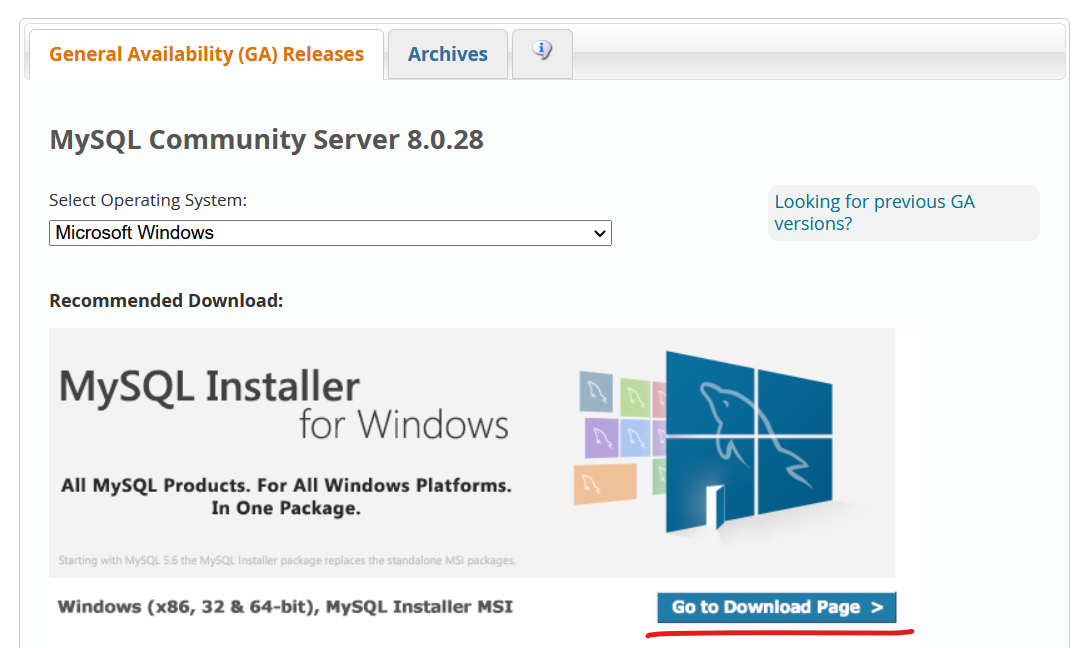 General Availability (GA) Releases
Archives
MySQL Community Server 8.0.28
Select Operating System:
Looking for previous GA
versions?
Microsoft Windows
Recommended Download:
MySQL Installer
for Windows
All MySQL Products. For All Windows Platforms.
In One Package.
Starting with MySQL 5.6 the MySQL Installer package replaces the standalone MSI packages.
Windows (x86, 32 & 64-bit), MySQL Installer MSI
Go to Download Page >